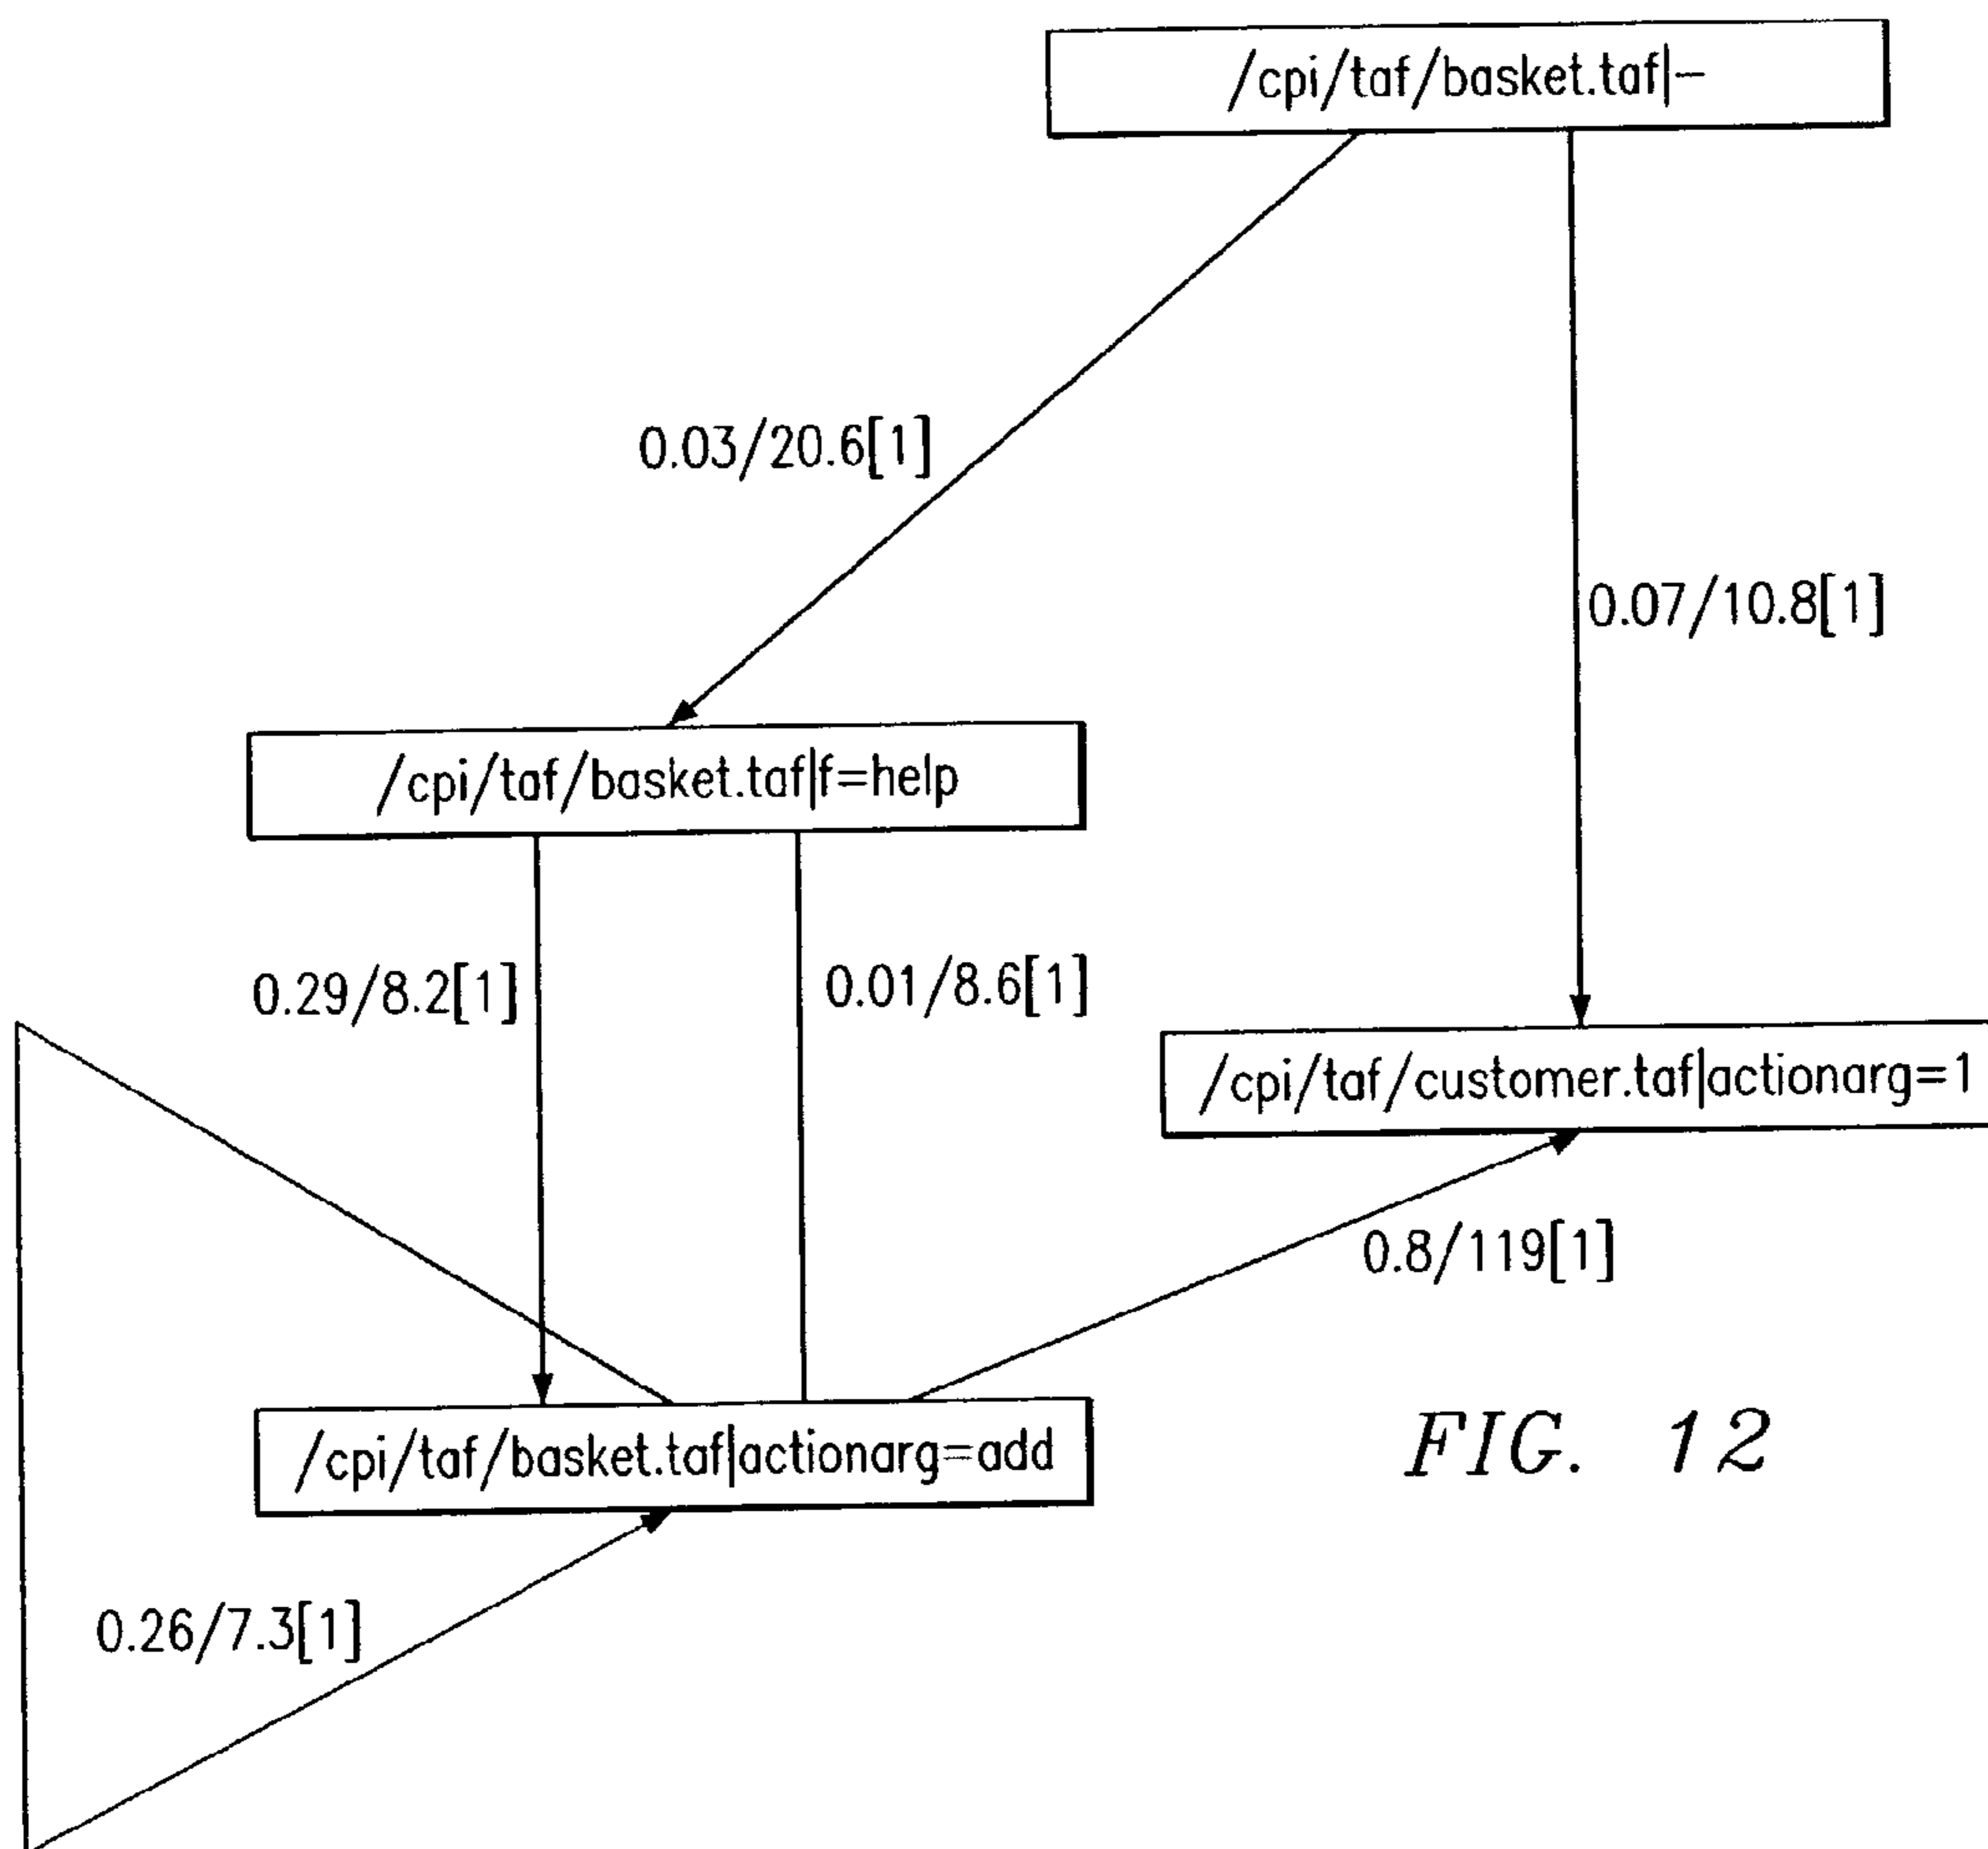 /cpi/taf/basket.taf|−
0.03/20.6[1]
0.07/10.8[1]
/cpi/taf/basket.taf|f=help
0.29/8.2[1]
0.01/8.6[1]
/cpi/taf/customer.taf|actionarg=1
0.8/119[1]
/cpi/taf/basket.taf|actionarg=add
FIG. 12
0.26/7.3[1]